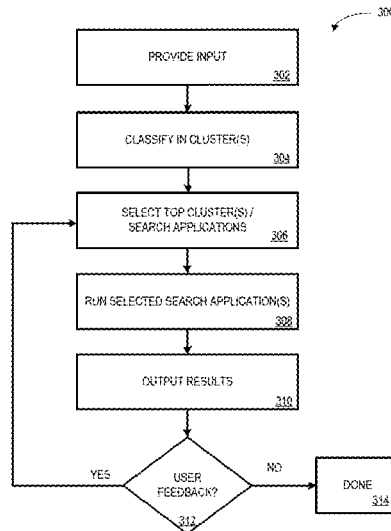 300
PROVIDE INPUT
302
CLASSIFY IN CLUSTER(S)
304
SELECT TOP CLUSTER(S) /
SEARCH APPLICATIONS
306
RUN SELECTED SEARCH APPLICATION(S)
308
OUTPUT RESULTS
310
YES
USER
FEEDBACK?
312
NO
DONE
314